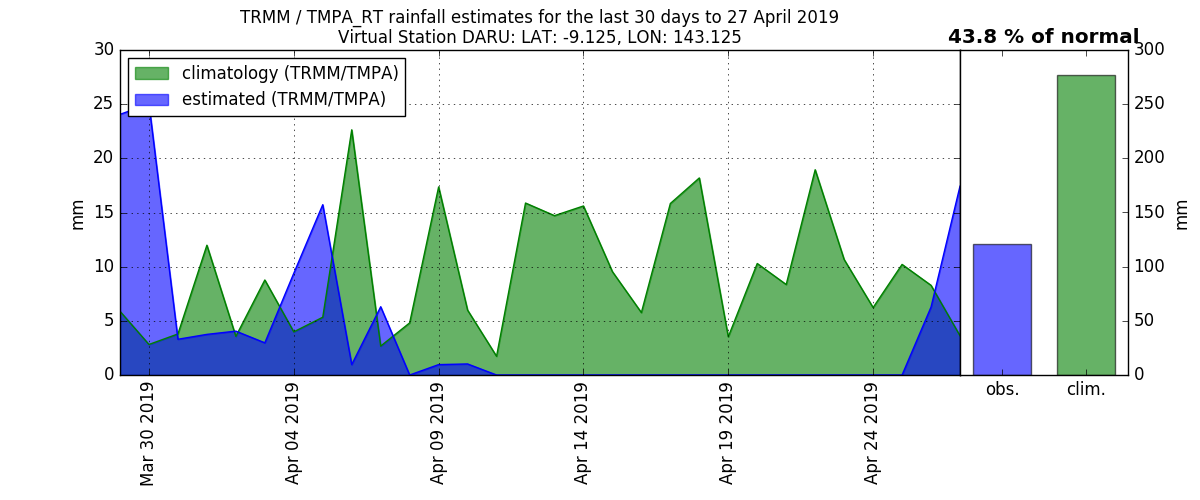 TRMM / TMPA_RT rainfall estimates for the last 30 days to 27 April 2019
Virtual Station DARU: LAT: -9.125, LON: 143.125
43.8 % of normal
climatology (TRMM/TMPA)
estimated (TRMM/TMPA)
30
25
20
15
10
5
0
mm
Mar 30 2019
Apr 04 2019
Apr 09 2019
Apr 14 2019
Apr 19 2019
Apr 24 2019
obs.
clim.
300
250
200
150
100
50
0
mm